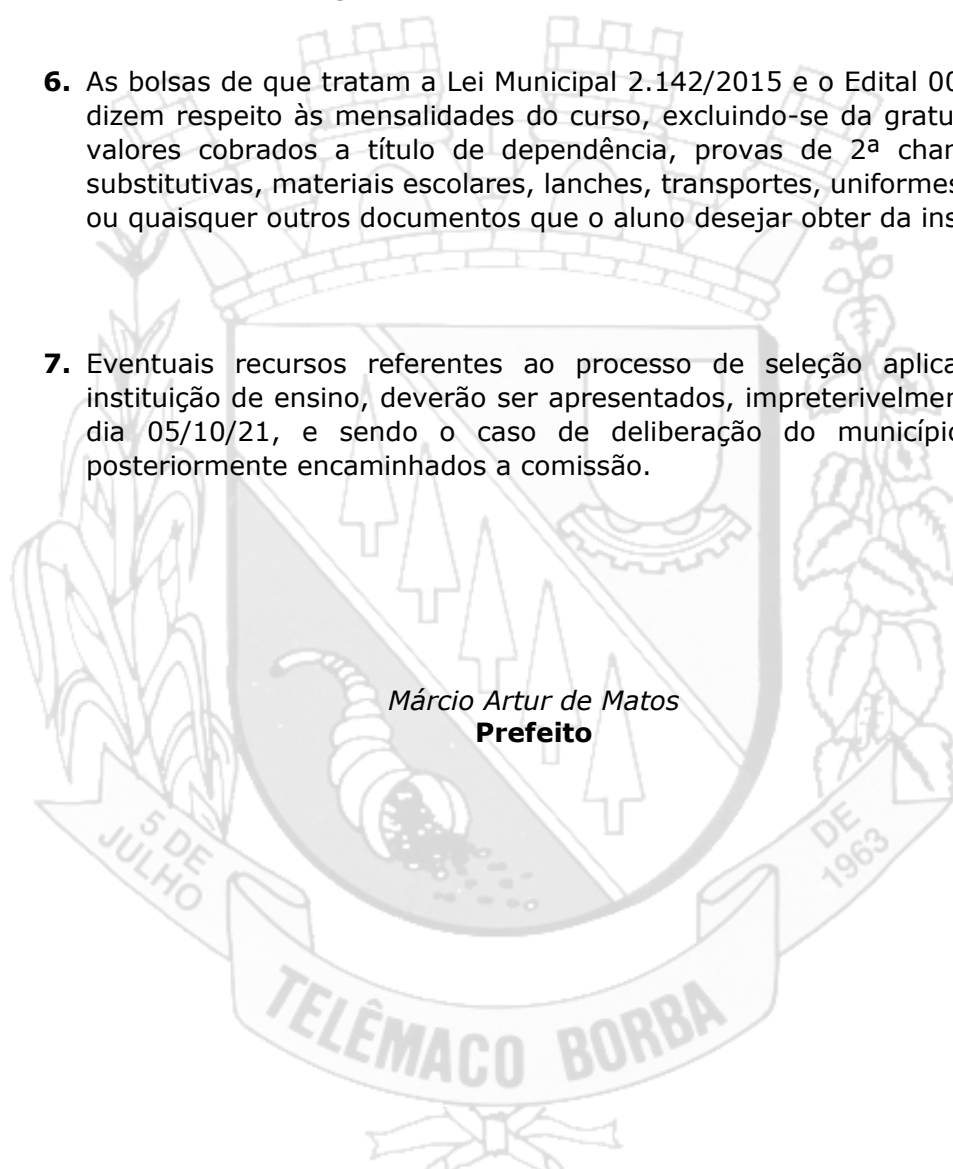 6. As bolsas de que tratam a Lei Municipal 2.142/2015 e o Edital
dizem respeito às mensalidades do curso, excluindo-se da
valores cobrados a título de dependência, provas de 2ª
substitutivas, materiais escolares, lanches, transportes, uniformes
ou quaisquer outros documentos que o aluno desejar obter da
7. Eventuais recursos referentes ao processo de seleção
instituição de ensino, deverão ser apresentados,
dia 05/10/21, e sendo o caso de deliberação do município
posteriormente encaminhados a comissão.
Márcio Artur de Matos
Prefeito
5 DE
JULHO
DE
1963
TELÊMACO BORBA